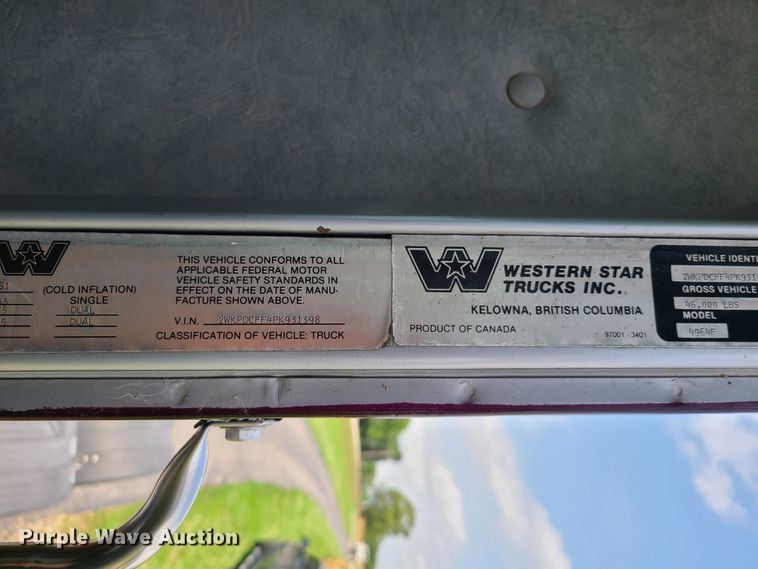 (COLD INFLATION)
SINGLE
DUAL
DUAL
THIS VEHICLE CONFORMS TO ALL
APPLICABLE FEDERAL MOTOR
VEHICLE SAFETY STANDARDS IN
EFFECT ON THE DATE OF MANU-
FACTURE SHOWN ABOVE.
V.I.N. 2WKPDCFF4PK931398
CLASSIFICATION OF VEHICLE: TRUCK
WESTERN STAR
TRUCKS INC.
KELOWNA, BRITISH COLUMBIA
PRODUCT OF CANADA
97001 - 3401
VEHICLE IDENTI
2WKPDCFF4PK931
GROSS VEHICLE
46,000 LBS
MODEL
4964F
Purple Wave Auction